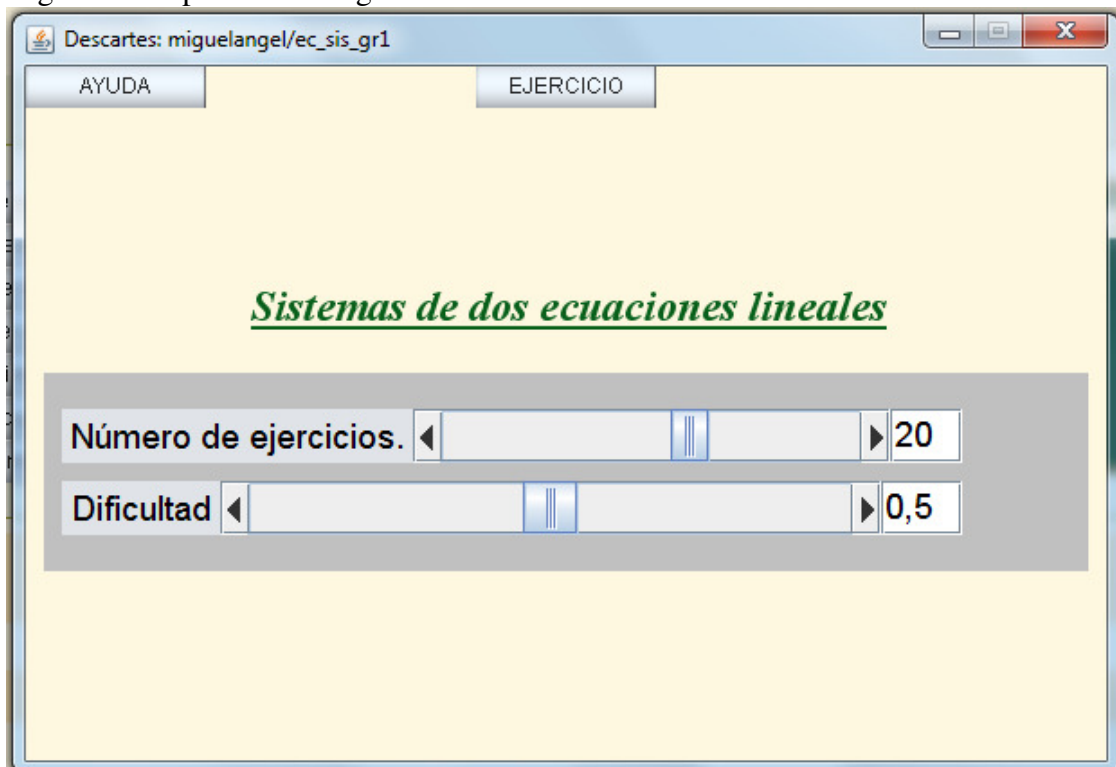 Descartes: miguelangel/ec_sis_gr1
AYUDA EJERCICIO
Sistemas de dos ecuaciones lineales
Número de ejercicios. 20
Dificultad 0,5